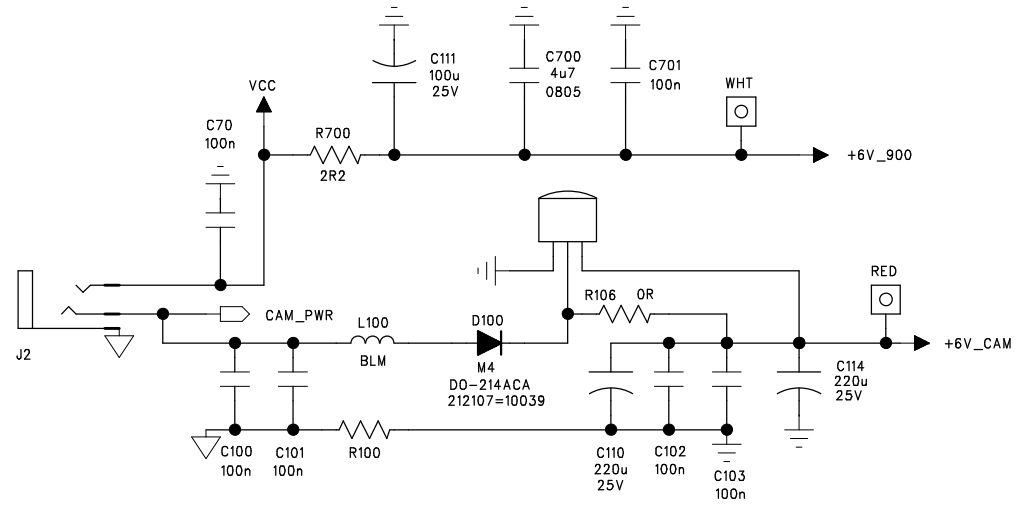 C111
100u
25V
C700
4u7
0805
C701
100n
WHT
VCC
C70
100n
R700
2R2
+6V_900
RED
R106
0R
CAM_PWR
L100
BLM
D100
M4
DO-214ACA
212107=10039
+6V_CAM
J2
C114
220u
25V
C100
100n
C101
100n
R100
C110
220u
25V
C102
100n
C103
100n